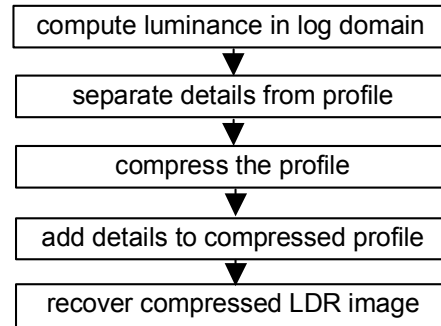 compute luminance in log domain
separate details from profile
compress the profile
add details to compressed profile
recover compressed LDR image